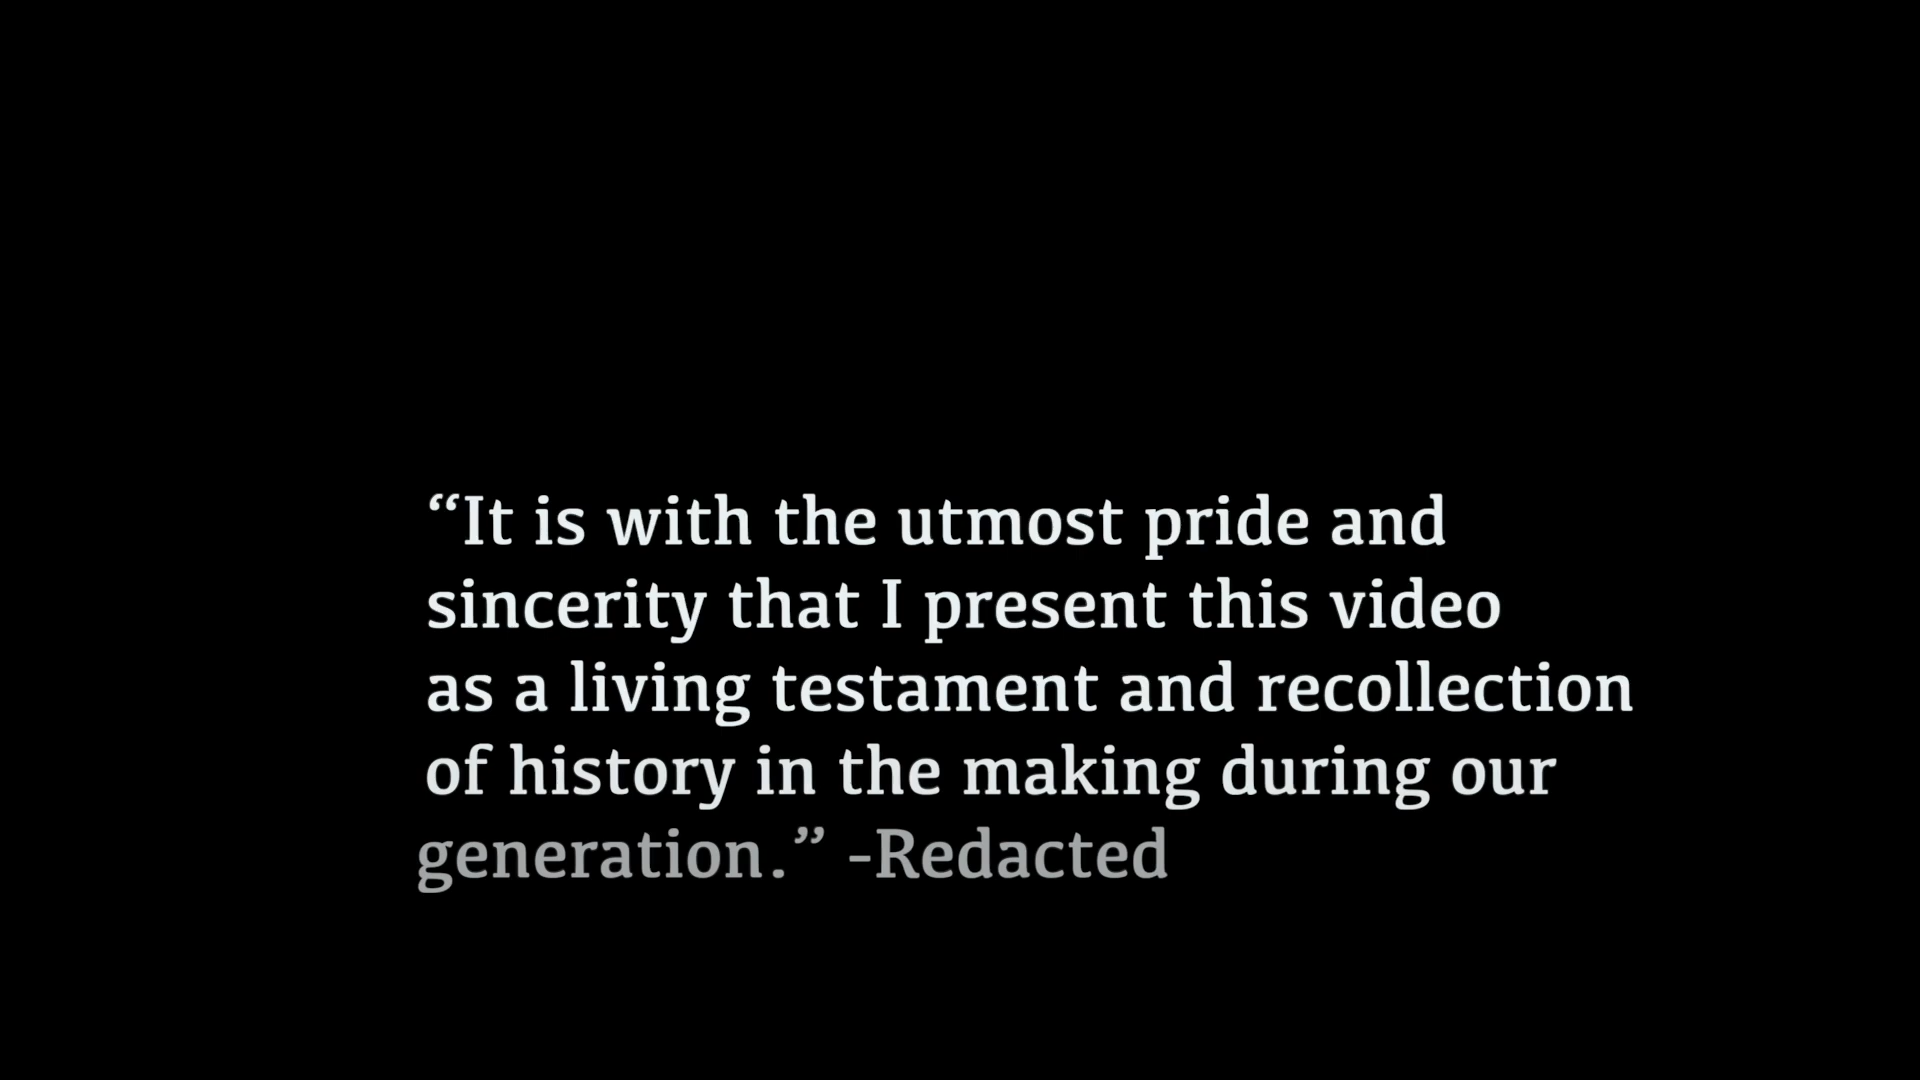 “It is with the utmost pride and
sincerity that I present this video
as a living testament and recollection
of history in the making during our
generation.” -Redacted